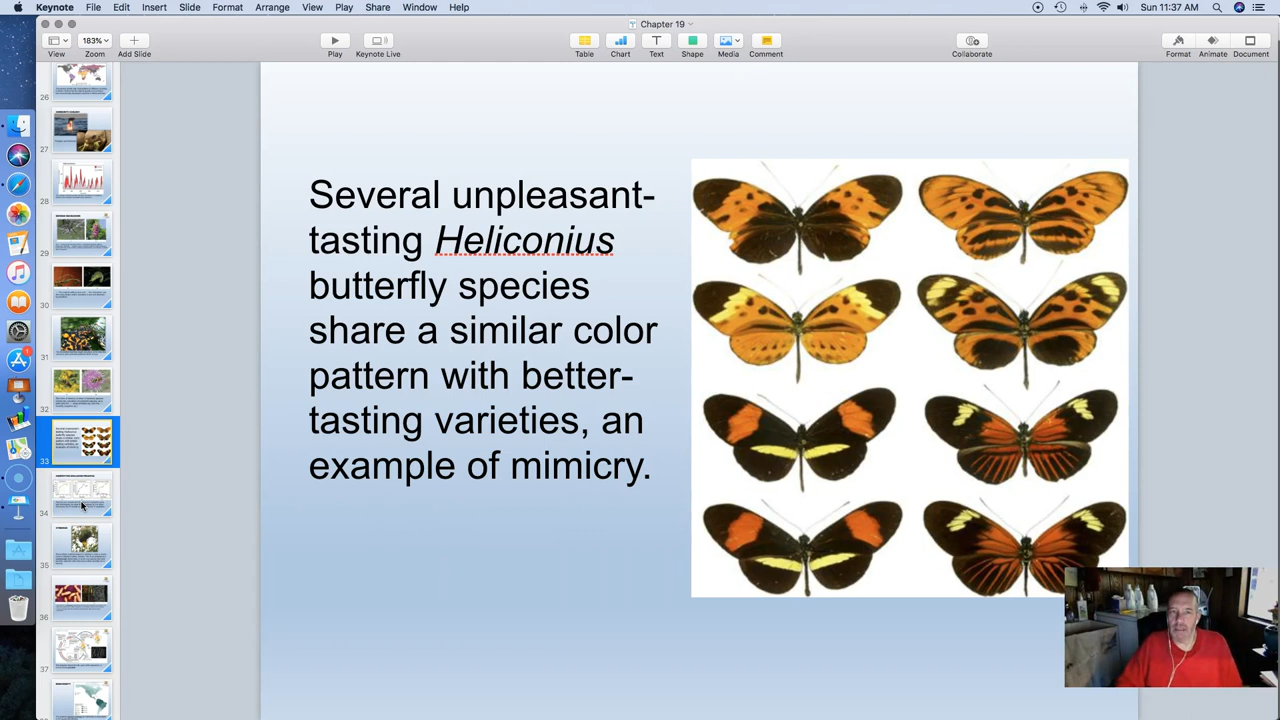 Keynote File Edit Insert Slide Format Arrange View Play Share Window Help Sun 11:37 AM
Chapter 19
183%
View Zoom Add Slide Play Keynote Live Table Chart Text Shape Media Comment Collaborate Format Animate Document
26
27
28
29
30
31
32
33
34
35
36
37
Several unpleasant-
tasting Heliconius
butterfly species
share a similar color
pattern with better-
tasting varieties, an
example of mimicry.